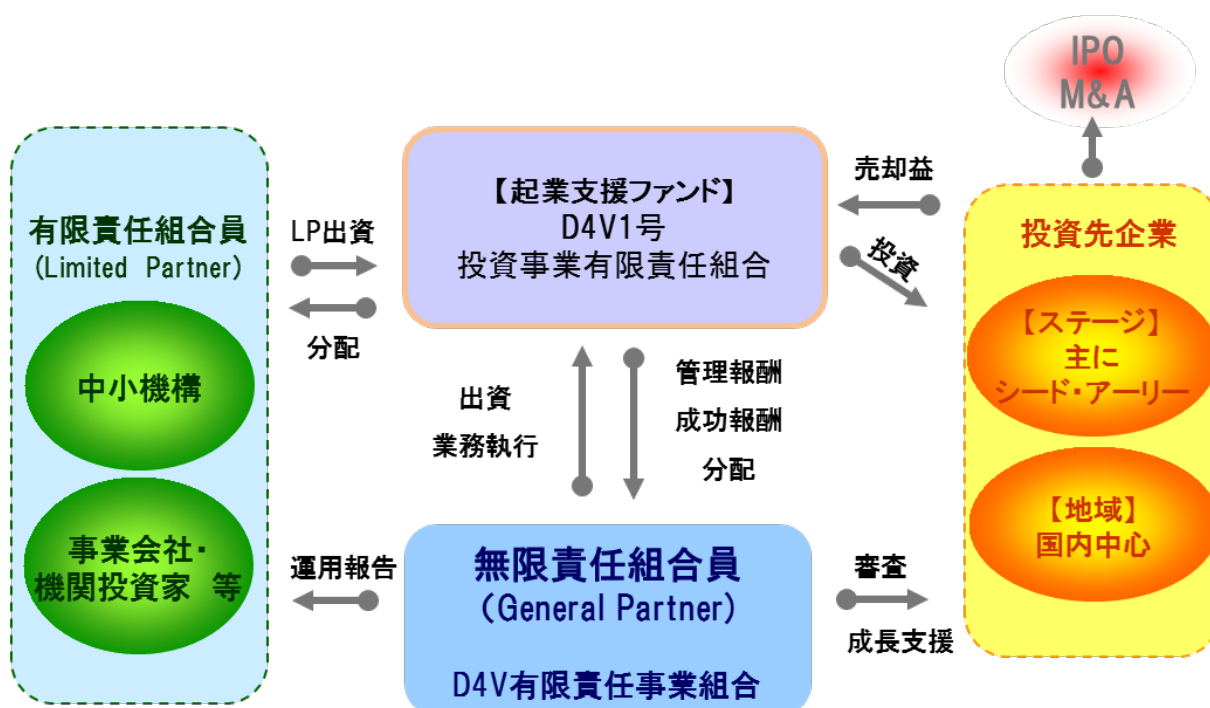 IPO
M&A
有限責任組合員
(Limited Partner)
中小機構
事業会社・
機関投資家 等
LP出資
分配
運用報告
【起業支援ファンド】
D4V1号
投資事業有限責任組合
出資
業務執行
管理報酬
成功報酬
分配
無限責任組合員
（General Partner）
D4V有限責任事業組合
売却益
投資
審査
成長支援
投資先企業
【ステージ】
主に
シード・アーリー
【地域】
国内中心